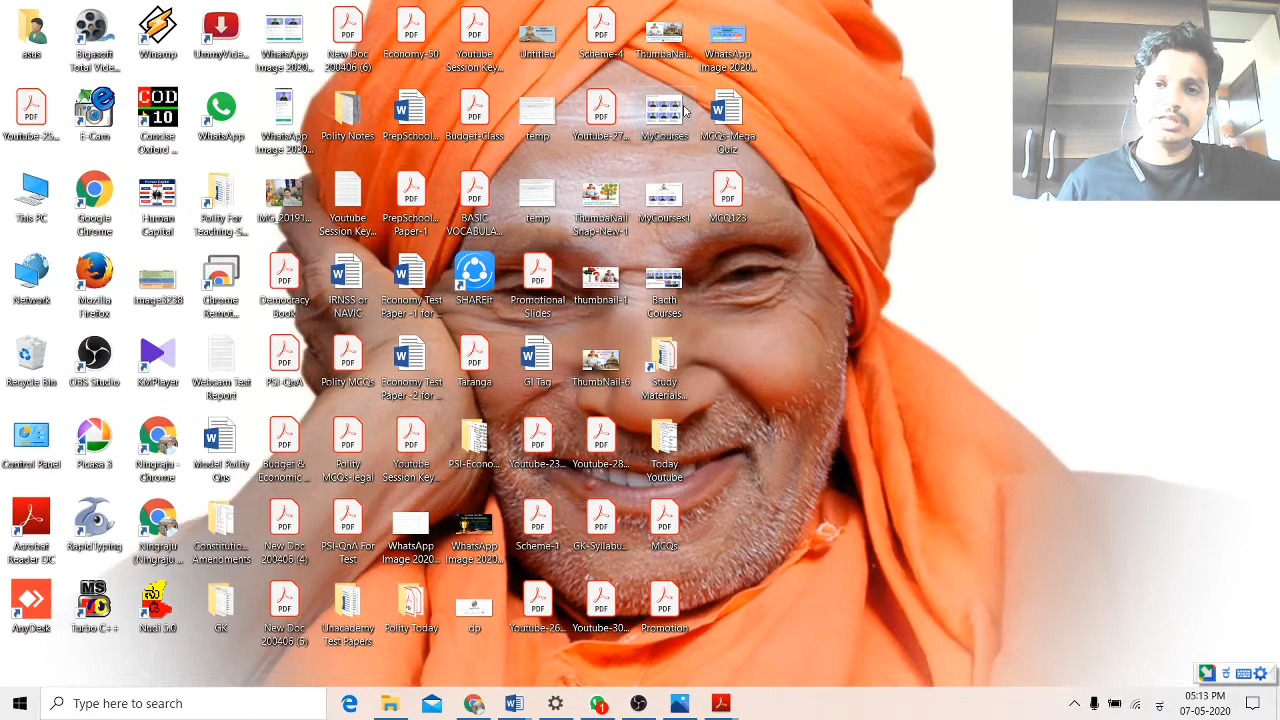 asus
Bigasoft
Total Vide...
Winamp
UmmyVide...
WhatsApp
Image 2020...
New Doc
200406 (6)
Economy-50
Youtube
Session Key...
Untitled
Scheme-4
ThumbaNai...
WhatsApp
Image 2020...
Youtube-25...
E-Cam
COD
10
Concise
Oxford ...
WhatsApp
WhatsApp
Image 2020...
Polity Notes
PrepSchool...
Budget-Class
temp
Youtube-27...
MyCourses
MCQs-Mega
Quiz
This PC
Google
Chrome
Human
Capital
Polity For
Teaching-S...
IMG_20191...
Youtube
Session Key...
PrepSchool...
Paper-1
BASIC
VOCABULA...
temp
ThumbaNail
Snap-New-1
MyCourses1
MCQ123
Network
Mozilla
Firefox
Image3238
Chrome
Remot...
Democracy
Book
IRNSS or
NAVIC
Economy Test
Paper -1 for ...
SHAREit
Promotional
Slides
thumbnail-1
Bacth
Courses
Recycle Bin
OBS Studio
KMPlayer
Webcam Test
Report
PSI-QnA
Polity MCQs
Economy Test
Paper -2 for ...
Taranga
GI Tag
ThumbNail-6
Study
Materials...
Control Panel
Picasa 3
Ningraju -
Chrome
Model Polity
Qns
Budget &
Economic ...
Polity
MCQs-legal
Youtube
Session Key...
PSI-Econo...
Youtube-23...
Youtube-28...
Today
Youtube
Acrobat
Reader DC
RapidTyping
Ningraju
(Ningraju ...
Constitutio...
Amendments
New Doc
200406 (4)
PSI-QnA For
Test
WhatsApp
Image 2020...
WhatsApp
Image 2020...
Scheme-1
GK-Syllabu...
MCQs
AnyDesk
MS
Turbo C++
Nudi 5.0
GK
New Doc
200406 (5)
Unacademy
Test Papers
Polity Today
dp
Youtube-26...
Youtube-30...
Promotion
Type here to search
1
05:13 PM
07-05-2020